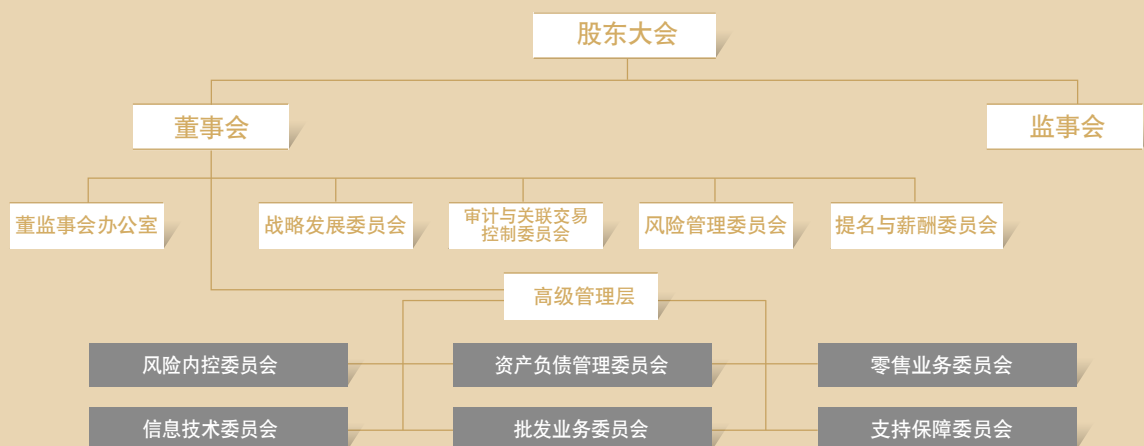 股东大会
董事会
监事会
董监事会办公室
战略发展委员会
审计与关联交易
控制委员会
风险管理委员会
提名与薪酬委员会
高级管理层
风险内控委员会
资产负债管理委员会
零售业务委员会
信息技术委员会
批发业务委员会
支持保障委员会